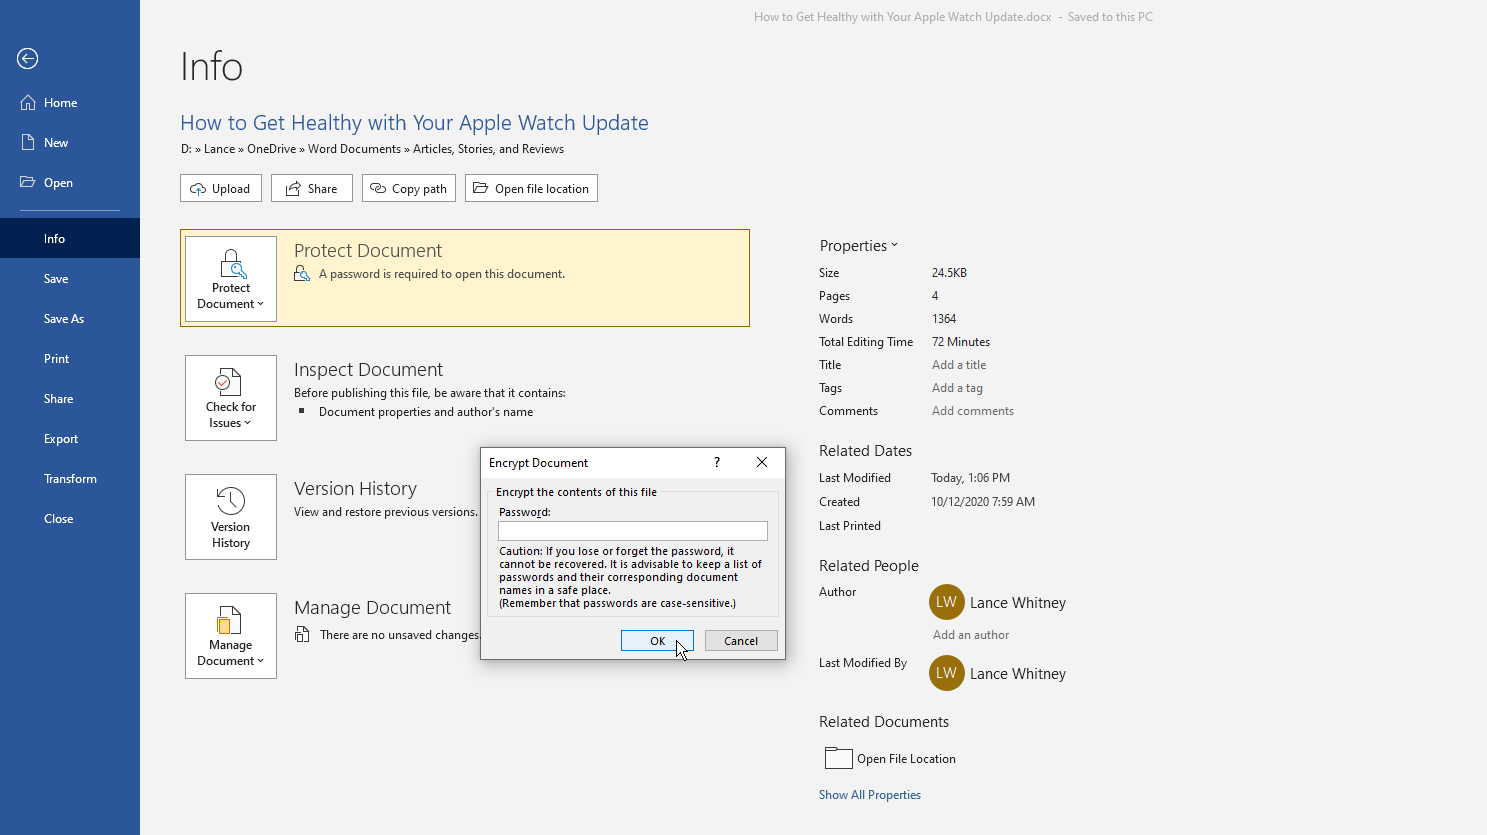 How to Get Healthy with Your Apple Watch Update.docx - Saved to this PC
Home
New
Open
Info
Save
Save As
Print
Share
Export
Transform
Close
Info
How to Get Healthy with Your Apple Watch Update
D: » Lance » OneDrive » Word Documents » Articles, Stories, and Reviews
Upload
Share
Copy path
Open file location
Protect
Document
Protect Document
A password is required to open this document.
Check for
Issues
Inspect Document
Before publishing this file, be aware that it contains:
Document properties and author's name
Version
History
Version History
View and restore previous versions.
Manage
Document
Manage Document
There are no unsaved changes.
Encrypt Document
?
Encrypt the contents of this file
Password:
Caution: If you lose or forget the password, it
cannot be recovered. It is advisable to keep a list of
passwords and their corresponding document
names in a safe place.
(Remember that passwords are case-sensitive.)
OK
Cancel
Properties
Size 24.5KB
Pages 4
Words 1364
Total Editing Time 72 Minutes
Title Add a title
Tags Add a tag
Comments Add comments
Related Dates
Last Modified Today, 1:06 PM
Created 10/12/2020 7:59 AM
Last Printed
Related People
Author
LW Lance Whitney
Add an author
Last Modified By
LW Lance Whitney
Related Documents
Open File Location
Show All Properties